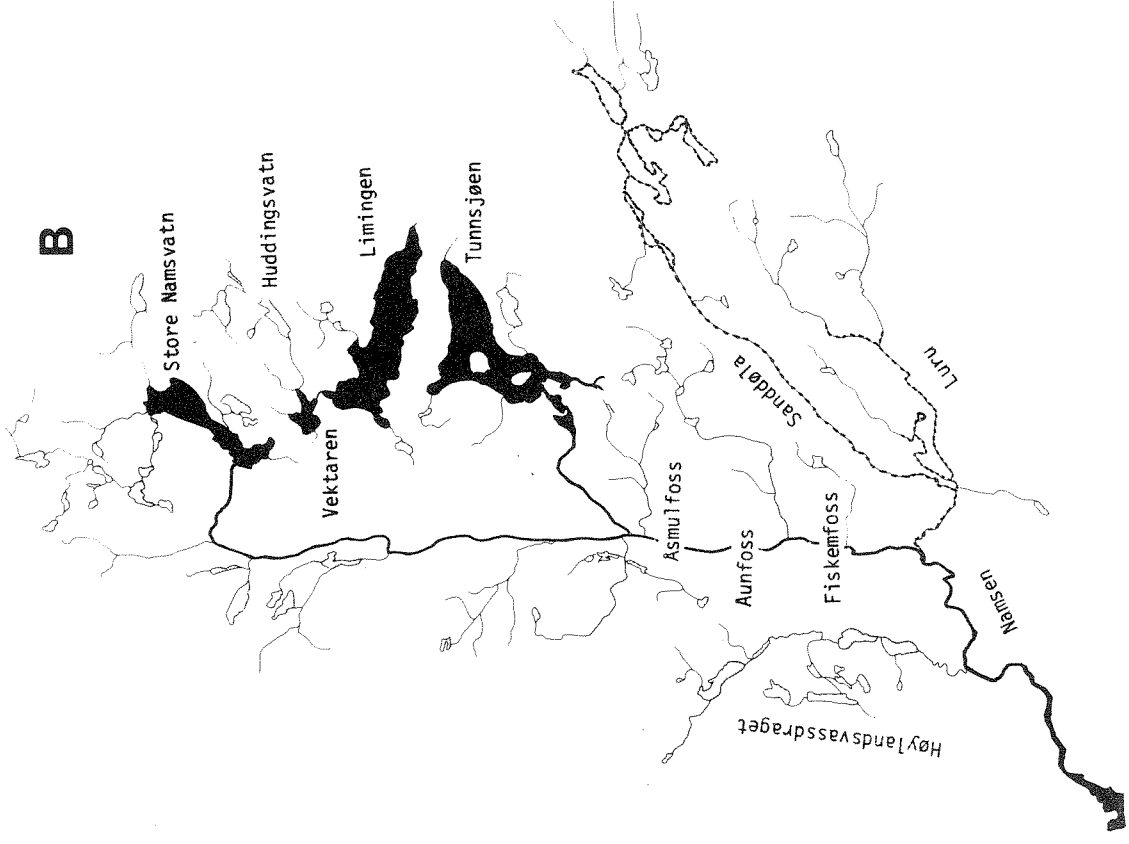 B
Store Namsvatn
Huddingsvatn
Limingen
Tunnsjøen
Vektaren
Sanddøla
Luru
Åsmulfoss
Aunfoss
Fiskemfoss
Namsen
Høylandsvassdraget